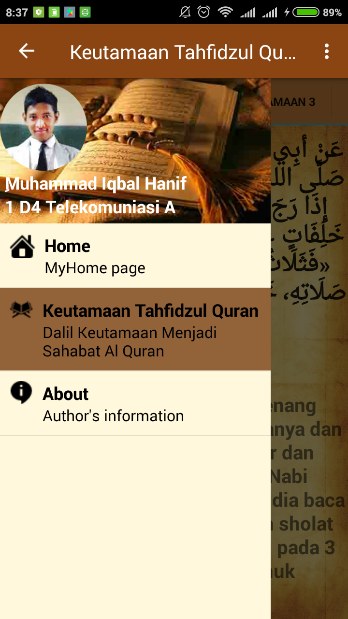 8:37
89%
Keutamaan Tahfidzul Qu...
AMAAN 3
Muhammad Iqbal Hanif
1 D4 Telekomuniasi A
Home
MyHome page
Keutamaan Tahfidzul Quran
Dalil Keutamaan Menjadi
Sahabat Al Quran
About
Author's information
عَنْ أَبِي
صَلَّى
إِذَا رَجَ
خَلِفَاتٍ
«فَثَلَاثُ
صَلَاتِهِ،
enang
nya dan
r dan
Nabi
dia baca
sholat
pada 3
uk